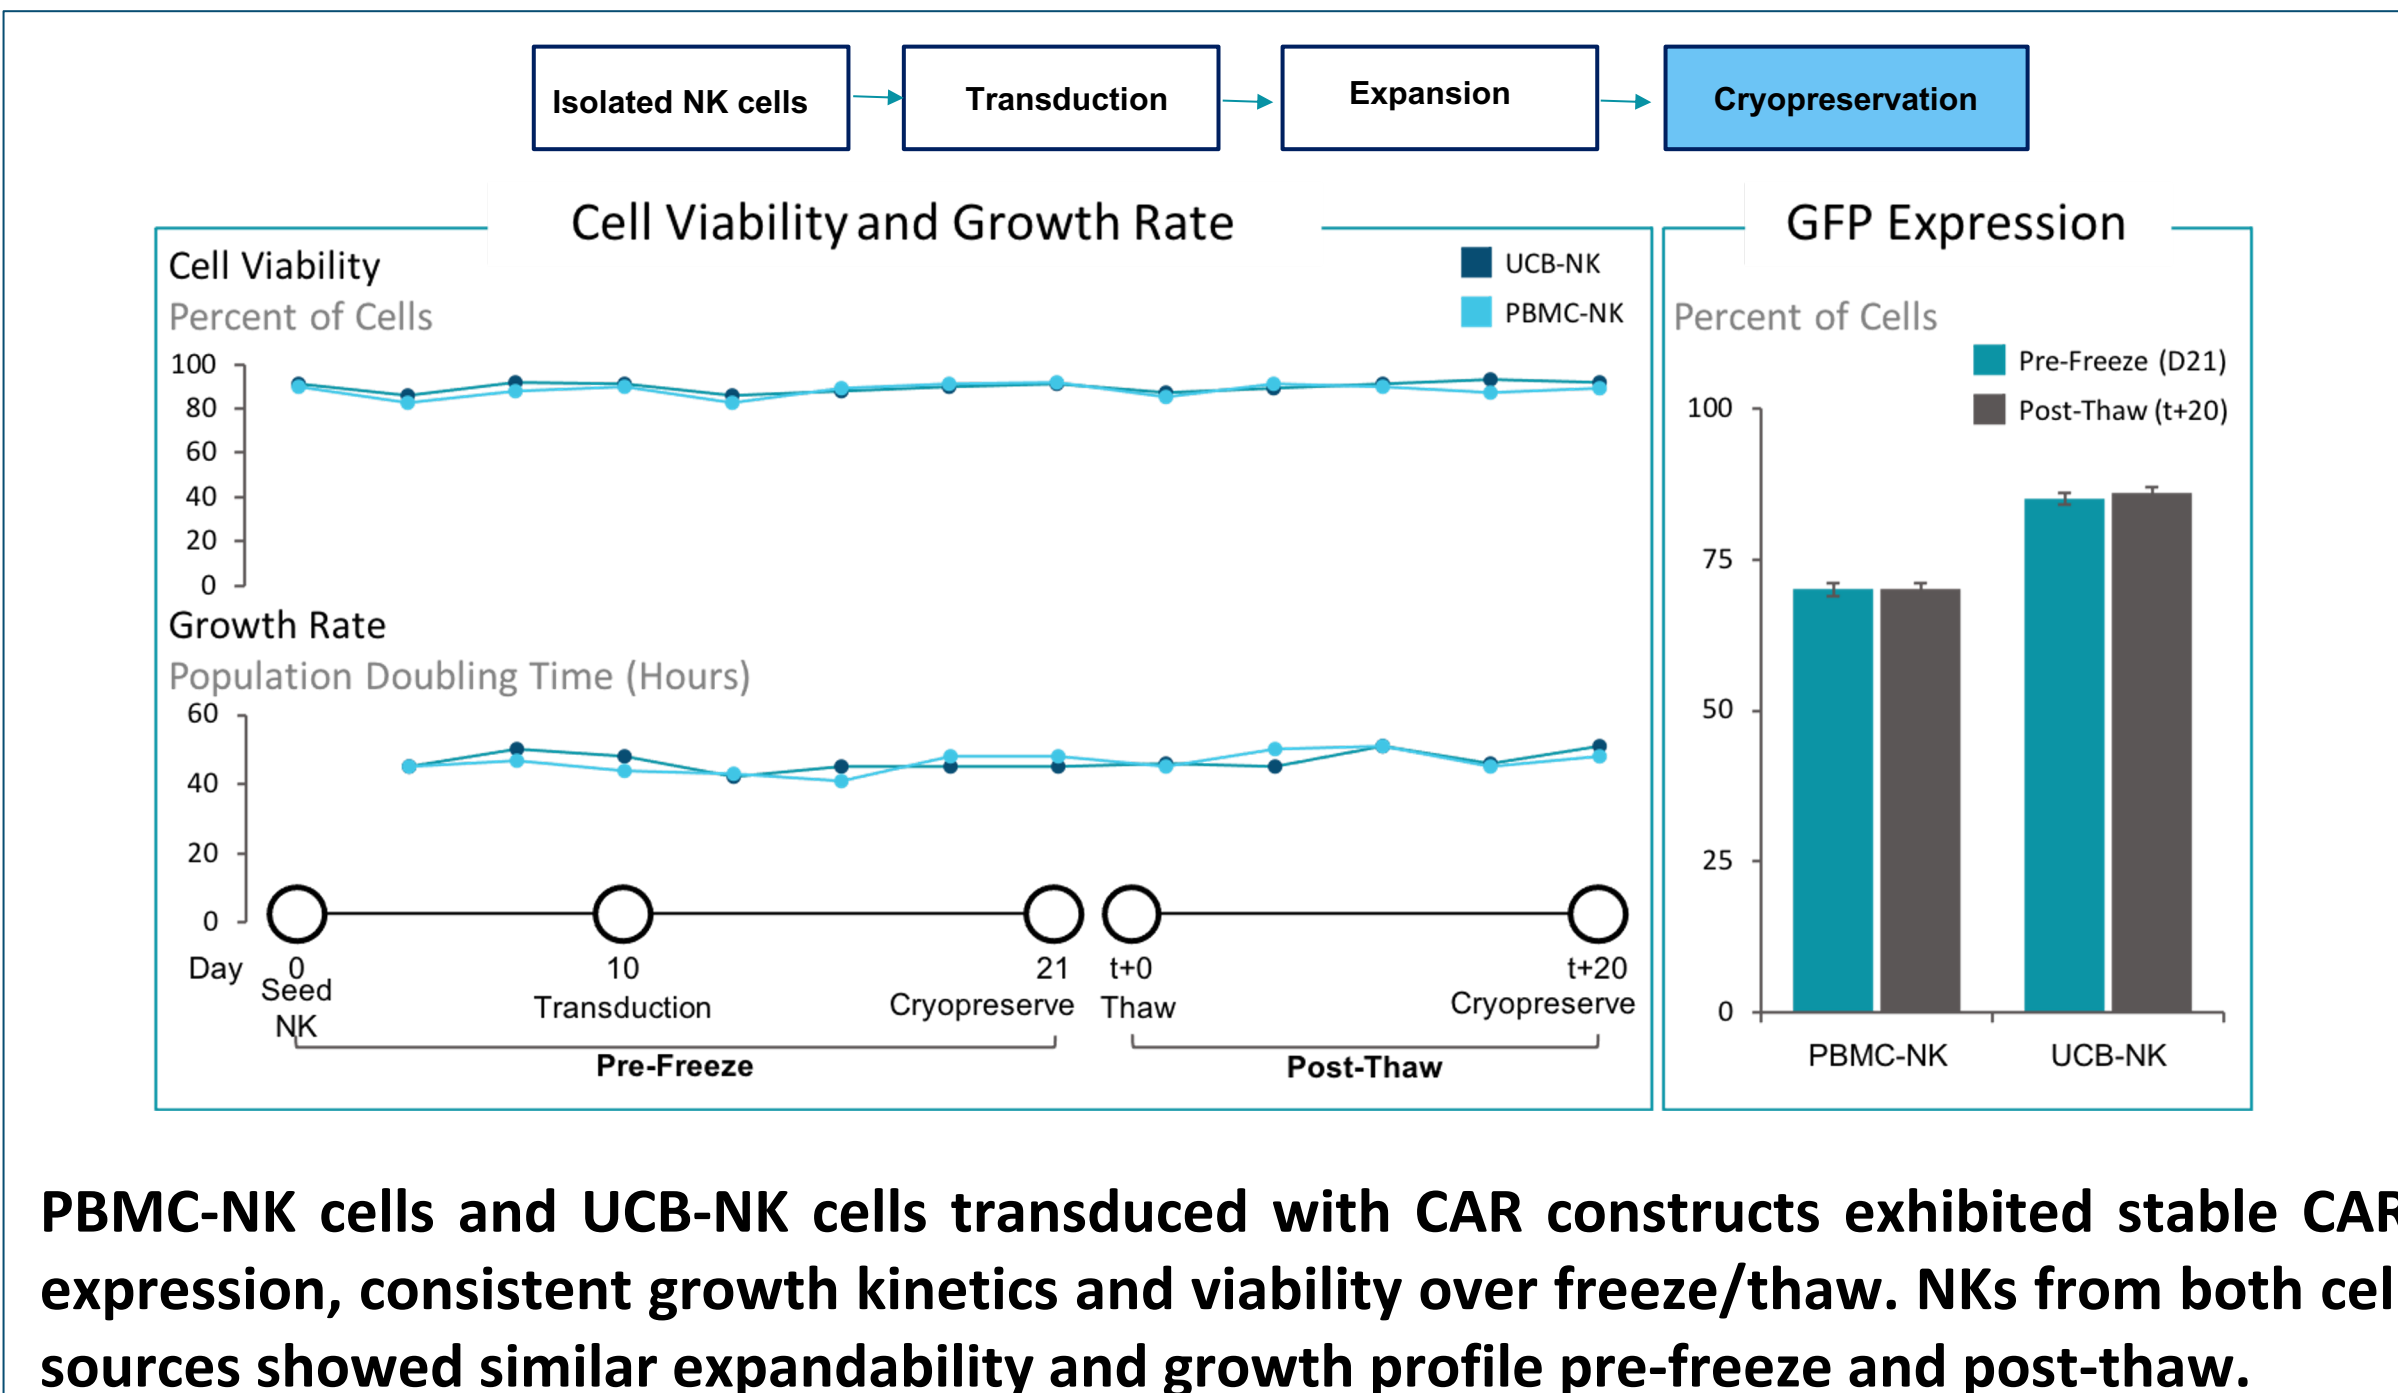 Isolated NK cells
Transduction
Expansion
Cryopreservation
Cell Viability and Growth Rate
Cell Viability
Percent of Cells
UCB-NK
PBMC-NK
100
80
60
40
20
0
Growth Rate
Population Doubling Time (Hours)
60
40
20
0
Day
0
10
21
t+0
t+20
Seed
NK
Transduction
Cryopreserve
Thaw
Cryopreserve
Pre-Freeze
Post-Thaw
GFP Expression
Percent of Cells
Pre-Freeze (D21)
Post-Thaw (t+20)
100
75
50
25
0
PBMC-NK
UCB-NK
PBMC-NK cells and UCB-NK cells transduced with CAR constructs exhibited stable CAR
expression, consistent growth kinetics and viability over freeze/thaw. NKs from both cel
sources showed similar expandability and growth profile pre-freeze and post-thaw.